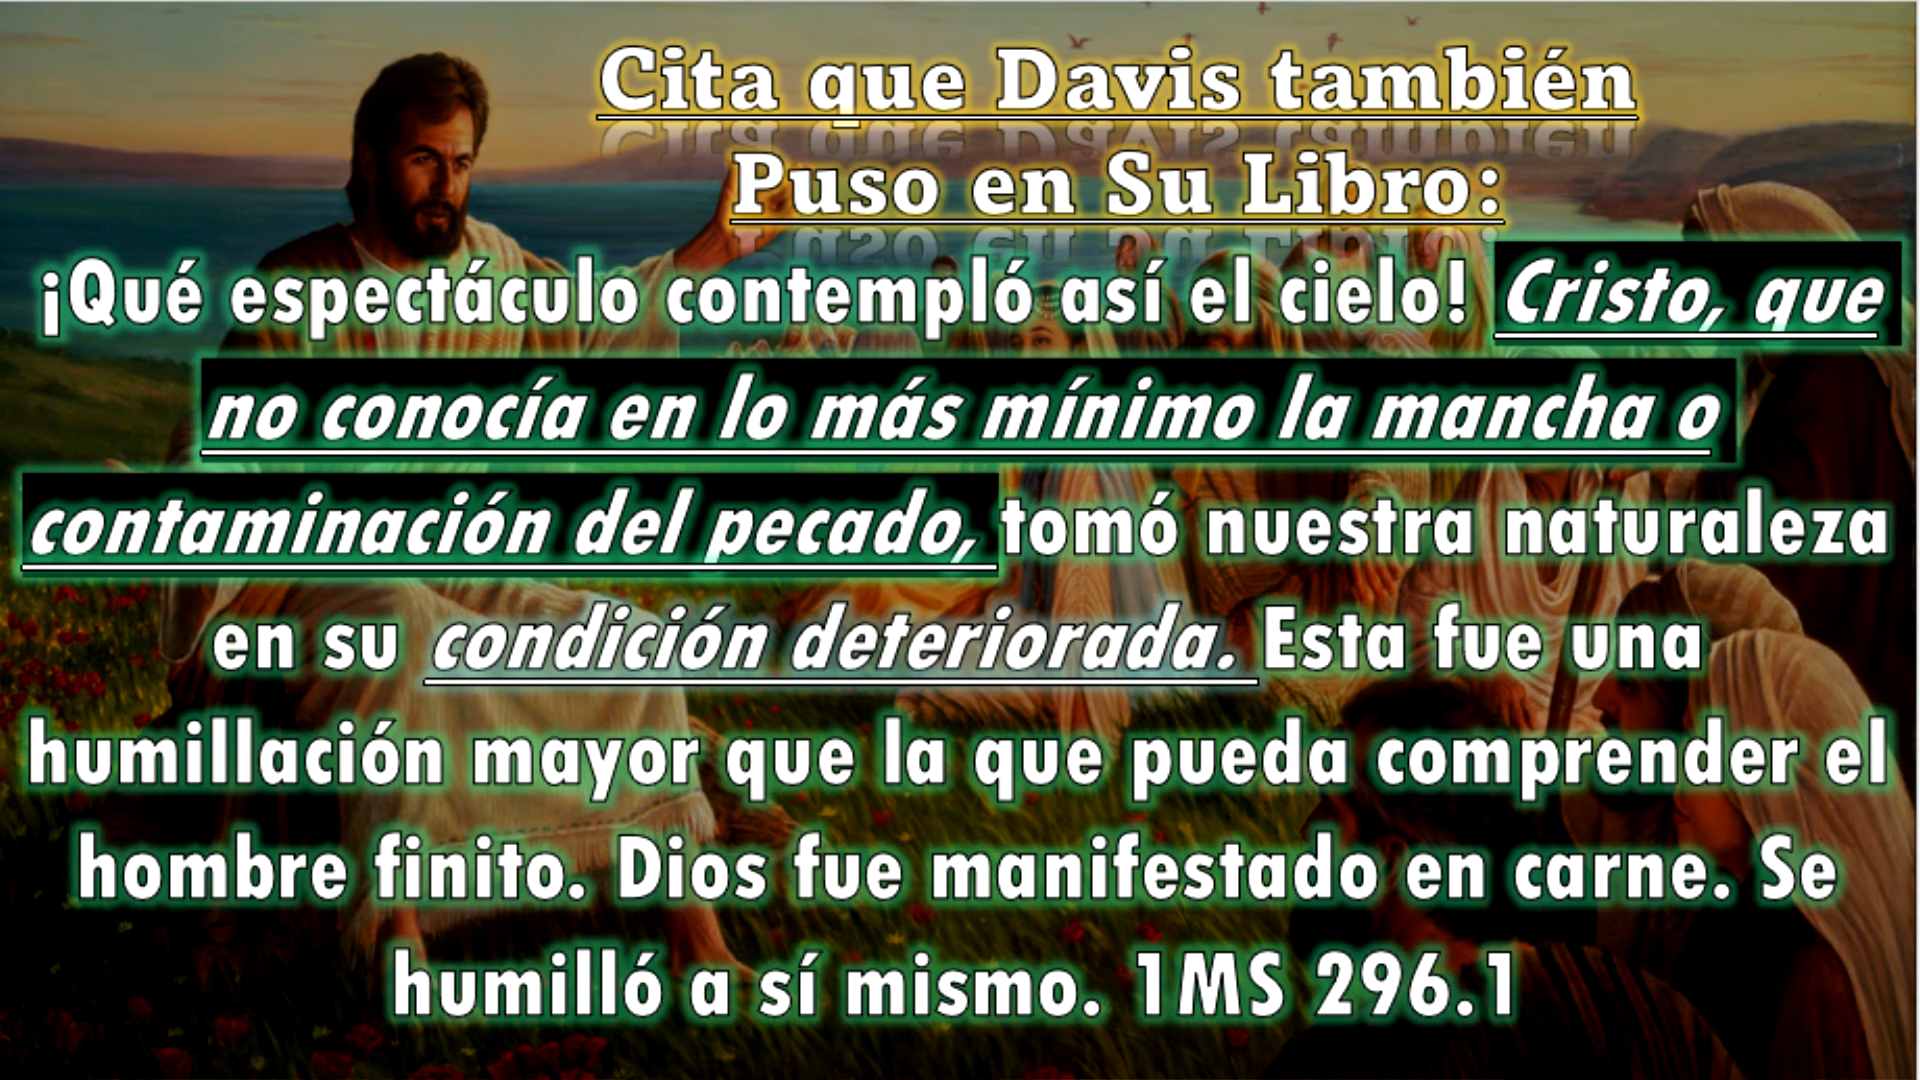 Cita que Davis también
Puso en Su Libro:
¡Qué espectáculo contempló así el cielo! Cristo, que
no conocía en lo más mínimo la mancha o
contaminación del pecado, tomó nuestra naturaleza
en su condición deteriorada. Esta fue una
humillación mayor que la que pueda comprender el
hombre finito. Dios fue manifestado en carne. Se
humilló a sí mismo. 1MS 296.1